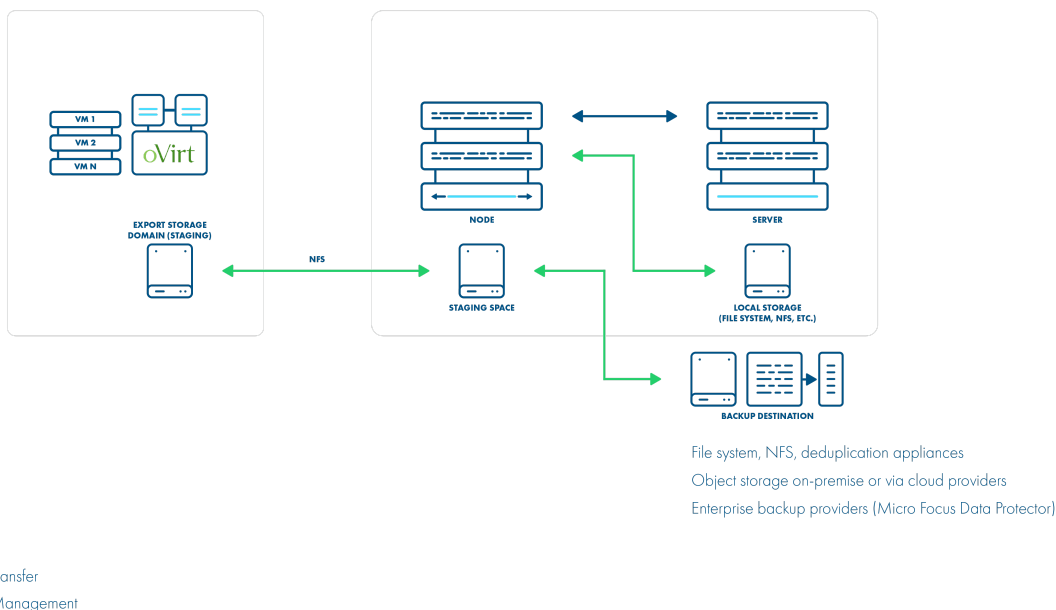 VM 1
VM 2
VM N
oVirt
EXPORT STORAGE
DOMAIN (STAGING)
NFS
NODE
SERVER
STAGING SPACE
LOCAL STORAGE
(FILE SYSTEM, NFS, ETC.)
BACKUP DESTINATION
File system, NFS, deduplication appliances
Object storage on-premise or via cloud providers
Enterprise backup providers (Micro Focus Data Protector)
ansfer
Management